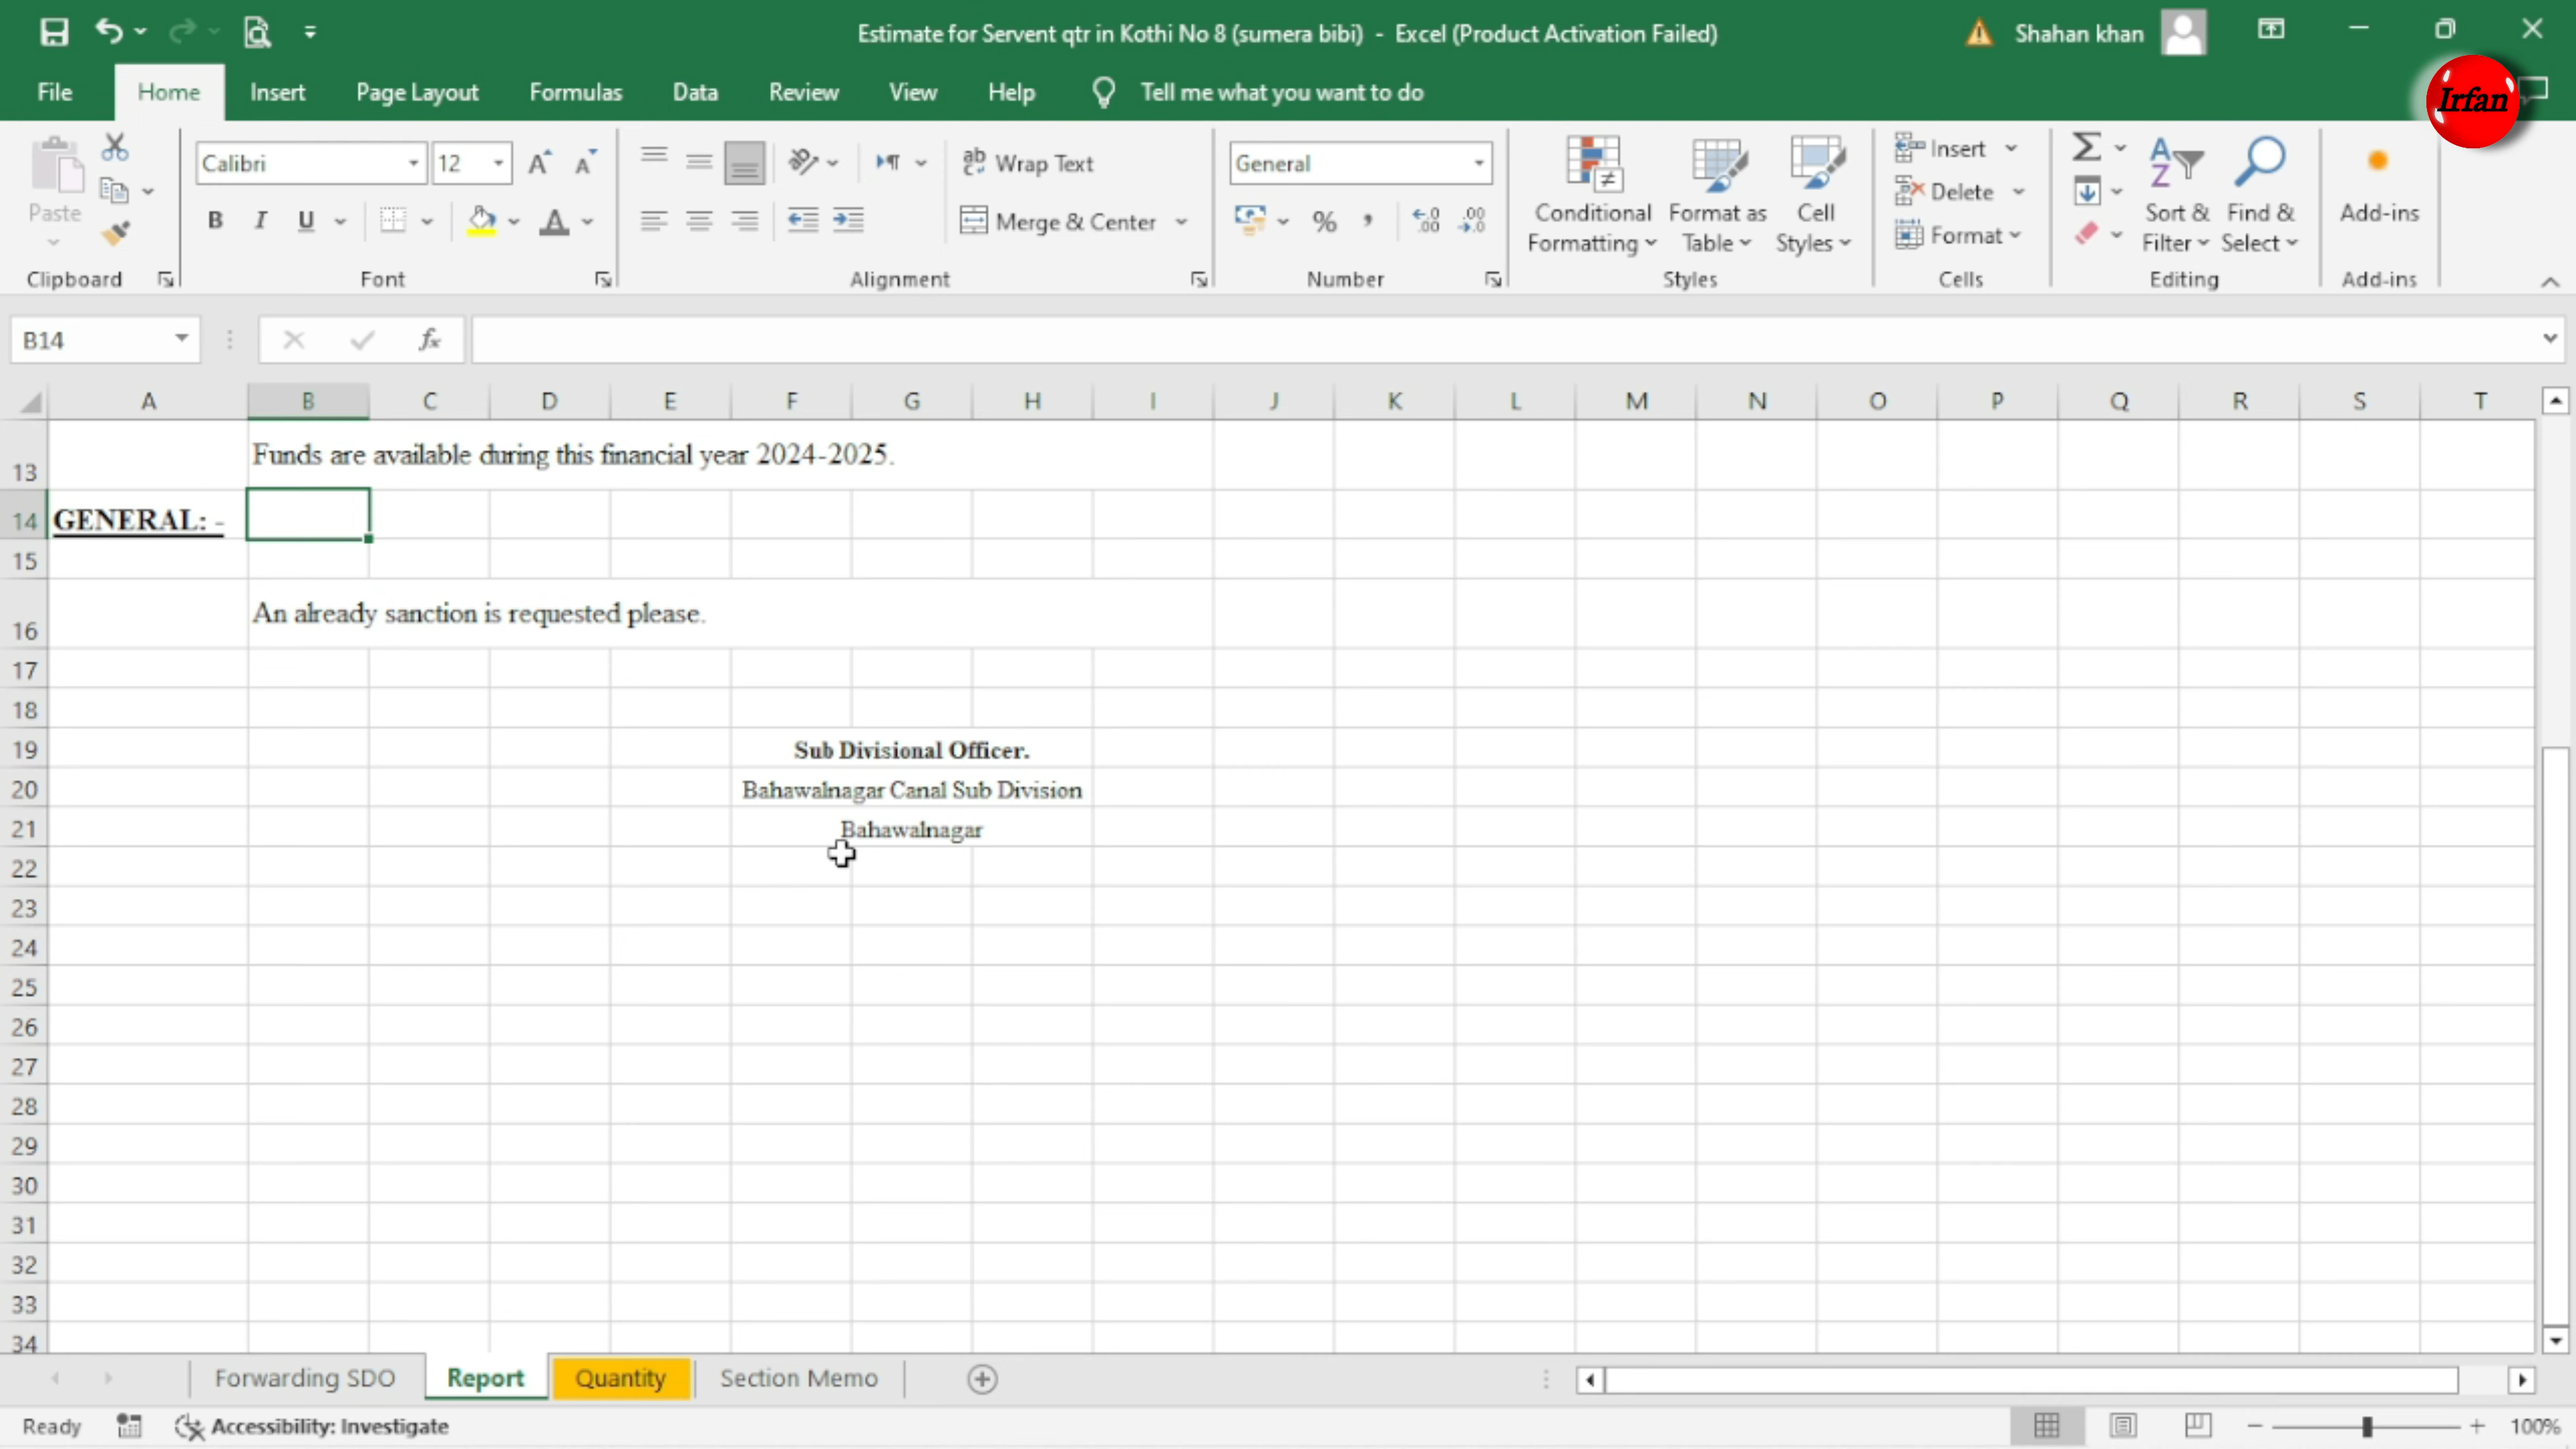 Estimate for Servent qtr in Kothi No 8 (sumera bibi) - Excel (Product Activation Failed)
Shahan khan
File Home Insert Page Layout Formulas Data Review View Help Tell me what you want to do
Irfan
Paste
Clipboard
Calibri 12
B I U
Font
Wrap Text
Merge & Center
Alignment
General
%
Number
Conditional Formatting
Format as Table
Cell Styles
Styles
Insert
Delete
Format
Cells
Sort & Filter
Find & Select
Editing
Add-ins
Add-ins
B14
fx
A B C D E F G H I J K L M N O P Q R S T
13 Funds are available during this financial year 2024-2025.
14 GENERAL: -
15
16 An already sanction is requested please.
17
18
19 Sub Divisional Officer.
20 Bahawalnagar Canal Sub Division
21 Bahawalnagar
22
23
24
25
26
27
28
29
30
31
32
33
34
Forwarding SDO Report Quantity Section Memo
Ready Accessibility: Investigate 100%